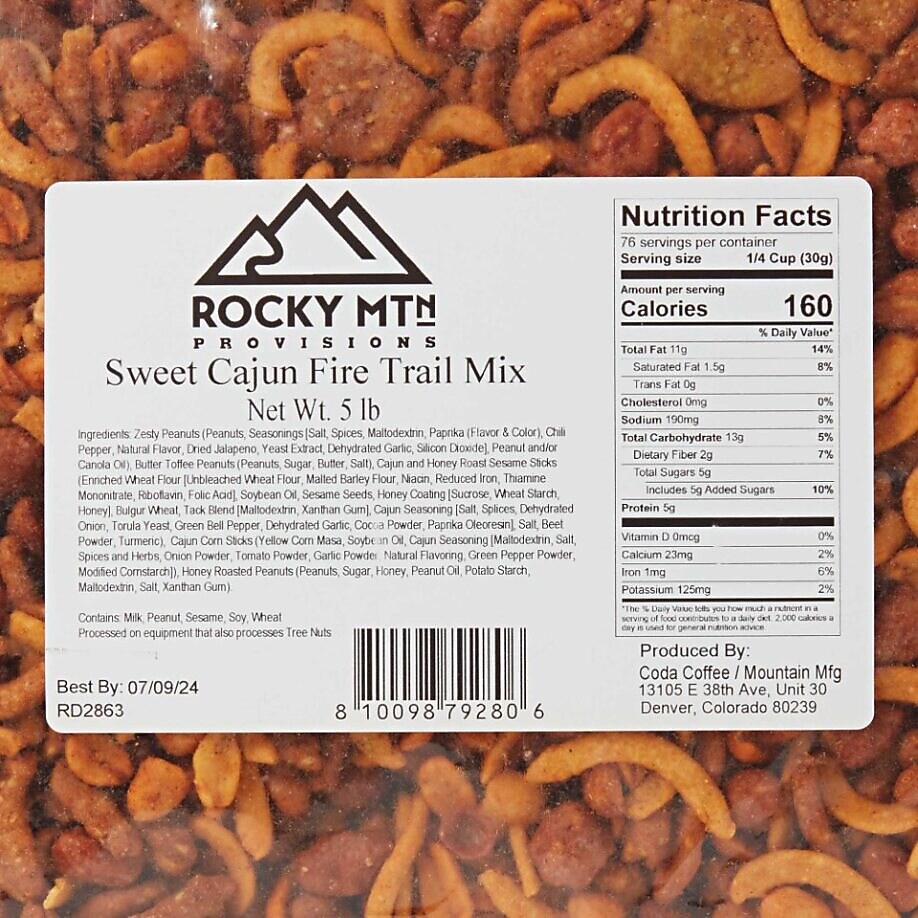 ROCKY MTN
PROVISIONS
Sweet Cajun Fire Trail Mix
Net Wt. 5 lb
Ingredients: Zesty Peanuts (Peanuts, Seasonings [Salt, Spices, Maltodextrin, Paprika (Flavor & Color), Chili
Pepper, Natural Flavor, Dried Jalapeno, Yeast Extract, Dehydrated Garlic, Silicon Dioxide], Peanut and/or
Canola Oil), Butter Toffee Peanuts (Peanuts, Sugar, Butter, Salt), Cajun and Honey Roast Sesame Sticks
(Enriched Wheat Flour [Unbleached Wheat Flour, Malted Barley Flour, Niacin, Reduced Iron, Thiamine
Mononitrate, Riboflavin, Folic Acid], Soybean Oil, Sesame Seeds, Honey Coating [Sucrose, Wheat Starch,
Honey], Bulgur Wheat, Tack Blend [Maltodextrin, Xanthan Gum], Cajun Seasoning [Salt, Splices, Dehydrated
Onion, Torula Yeast, Green Bell Pepper, Dehydrated Garlic, Cocoa Powder, Paprika Oleoresin], Salt, Beet
Powder, Turmeric), Cajun Corn Sticks (Yellow Corn Masa, Soybean Oil, Cajun Seasoning [Maltodextrin, Salt,
Spices and Herbs, Onion Powder, Tomato Powder, Garlic Powder, Natural Flavoring, Green Pepper Powder,
Modified Cornstarch]), Honey Roasted Peanuts (Peanuts, Sugar, Honey, Peanut Oil, Potato Starch,
Maltodextrin, Salt, Xanthan Gum).
Contains: Milk, Peanut, Sesame, Soy, Wheat
Processed on equipment that also processes Tree Nuts
Best By: 07/09/24
RD2863
8 10098 79280 6
Nutrition Facts
76 servings per container
Serving size 1/4 Cup (30g)
Amount per serving
Calories 160
% Daily Value*
Total Fat 11g 14%
Saturated Fat 1.5g 8%
Trans Fat 0g
Cholesterol 0mg 0%
Sodium 190mg 8%
Total Carbohydrate 13g 5%
Dietary Fiber 2g 7%
Total Sugars 5g
Includes 5g Added Sugars 10%
Protein 5g
Vitamin D 0mcg 0%
Calcium 23mg 2%
Iron 1mg 6%
Potassium 125mg 2%
*The % Daily Value tells you how much a nutrient in a
serving of food contributes to a daily diet. 2,000 calories a
day is used for general nutrition advice.
Produced By:
Coda Coffee / Mountain Mfg
13105 E 38th Ave, Unit 30
Denver, Colorado 80239